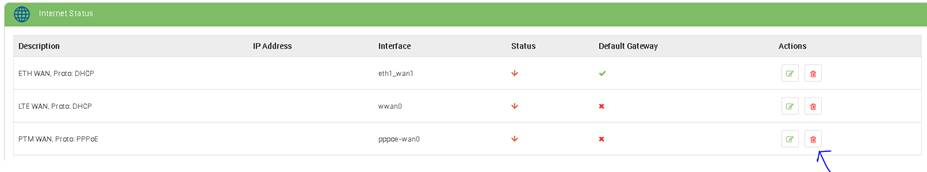 Internet Status
Description IP Address Interface Status Default Gateway Actions
ETH WAN, Proto: DHCP eth1_wan1
LTE WAN, Proto: DHCP wwan0
PTM WAN, Proto: PPPoE pppoe-wan0